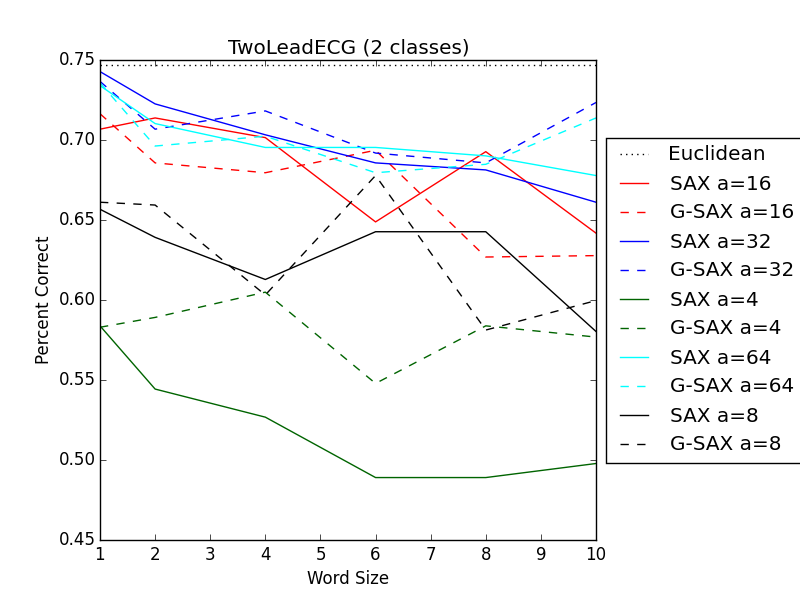 TwoLeadECG (2 classes)
0.75
0.70
0.65
0.60
0.55
0.50
0.45
Percent Correct
1 2 3 4 5 6 7 8 9 10
Word Size
Euclidean
SAX a=16
G-SAX a=16
SAX a=32
G-SAX a=32
SAX a=4
G-SAX a=4
SAX a=64
G-SAX a=64
SAX a=8
G-SAX a=8